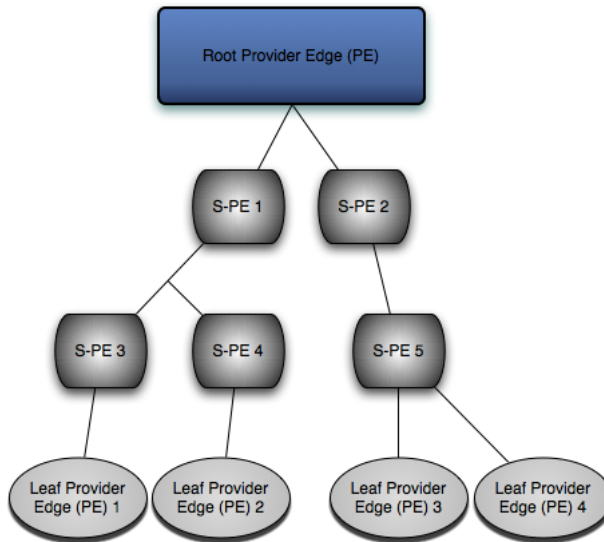 Root Provider Edge (PE)
S-PE 1
S-PE 2
S-PE 3
S-PE 4
S-PE 5
Leaf Provider
Edge (PE) 1
Leaf Provider
Edge (PE) 2
Leaf Provider
Edge (PE) 3
Leaf Provider
Edge (PE) 4